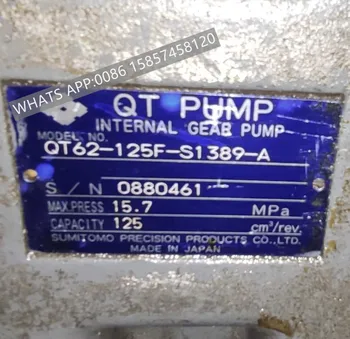 WHATS APP:0086 15857458120
QT PUMP
INTERNAL GEAR PUMP
MODEL NO.
QT62-125F-S1389-A
S / N 0880461
MAX.PRESS 15.7 MPa
CAPACITY 125 cm³/rev.
SUMITOMO PRECISION PRODUCTS CO.,LTD.
MADE IN JAPAN